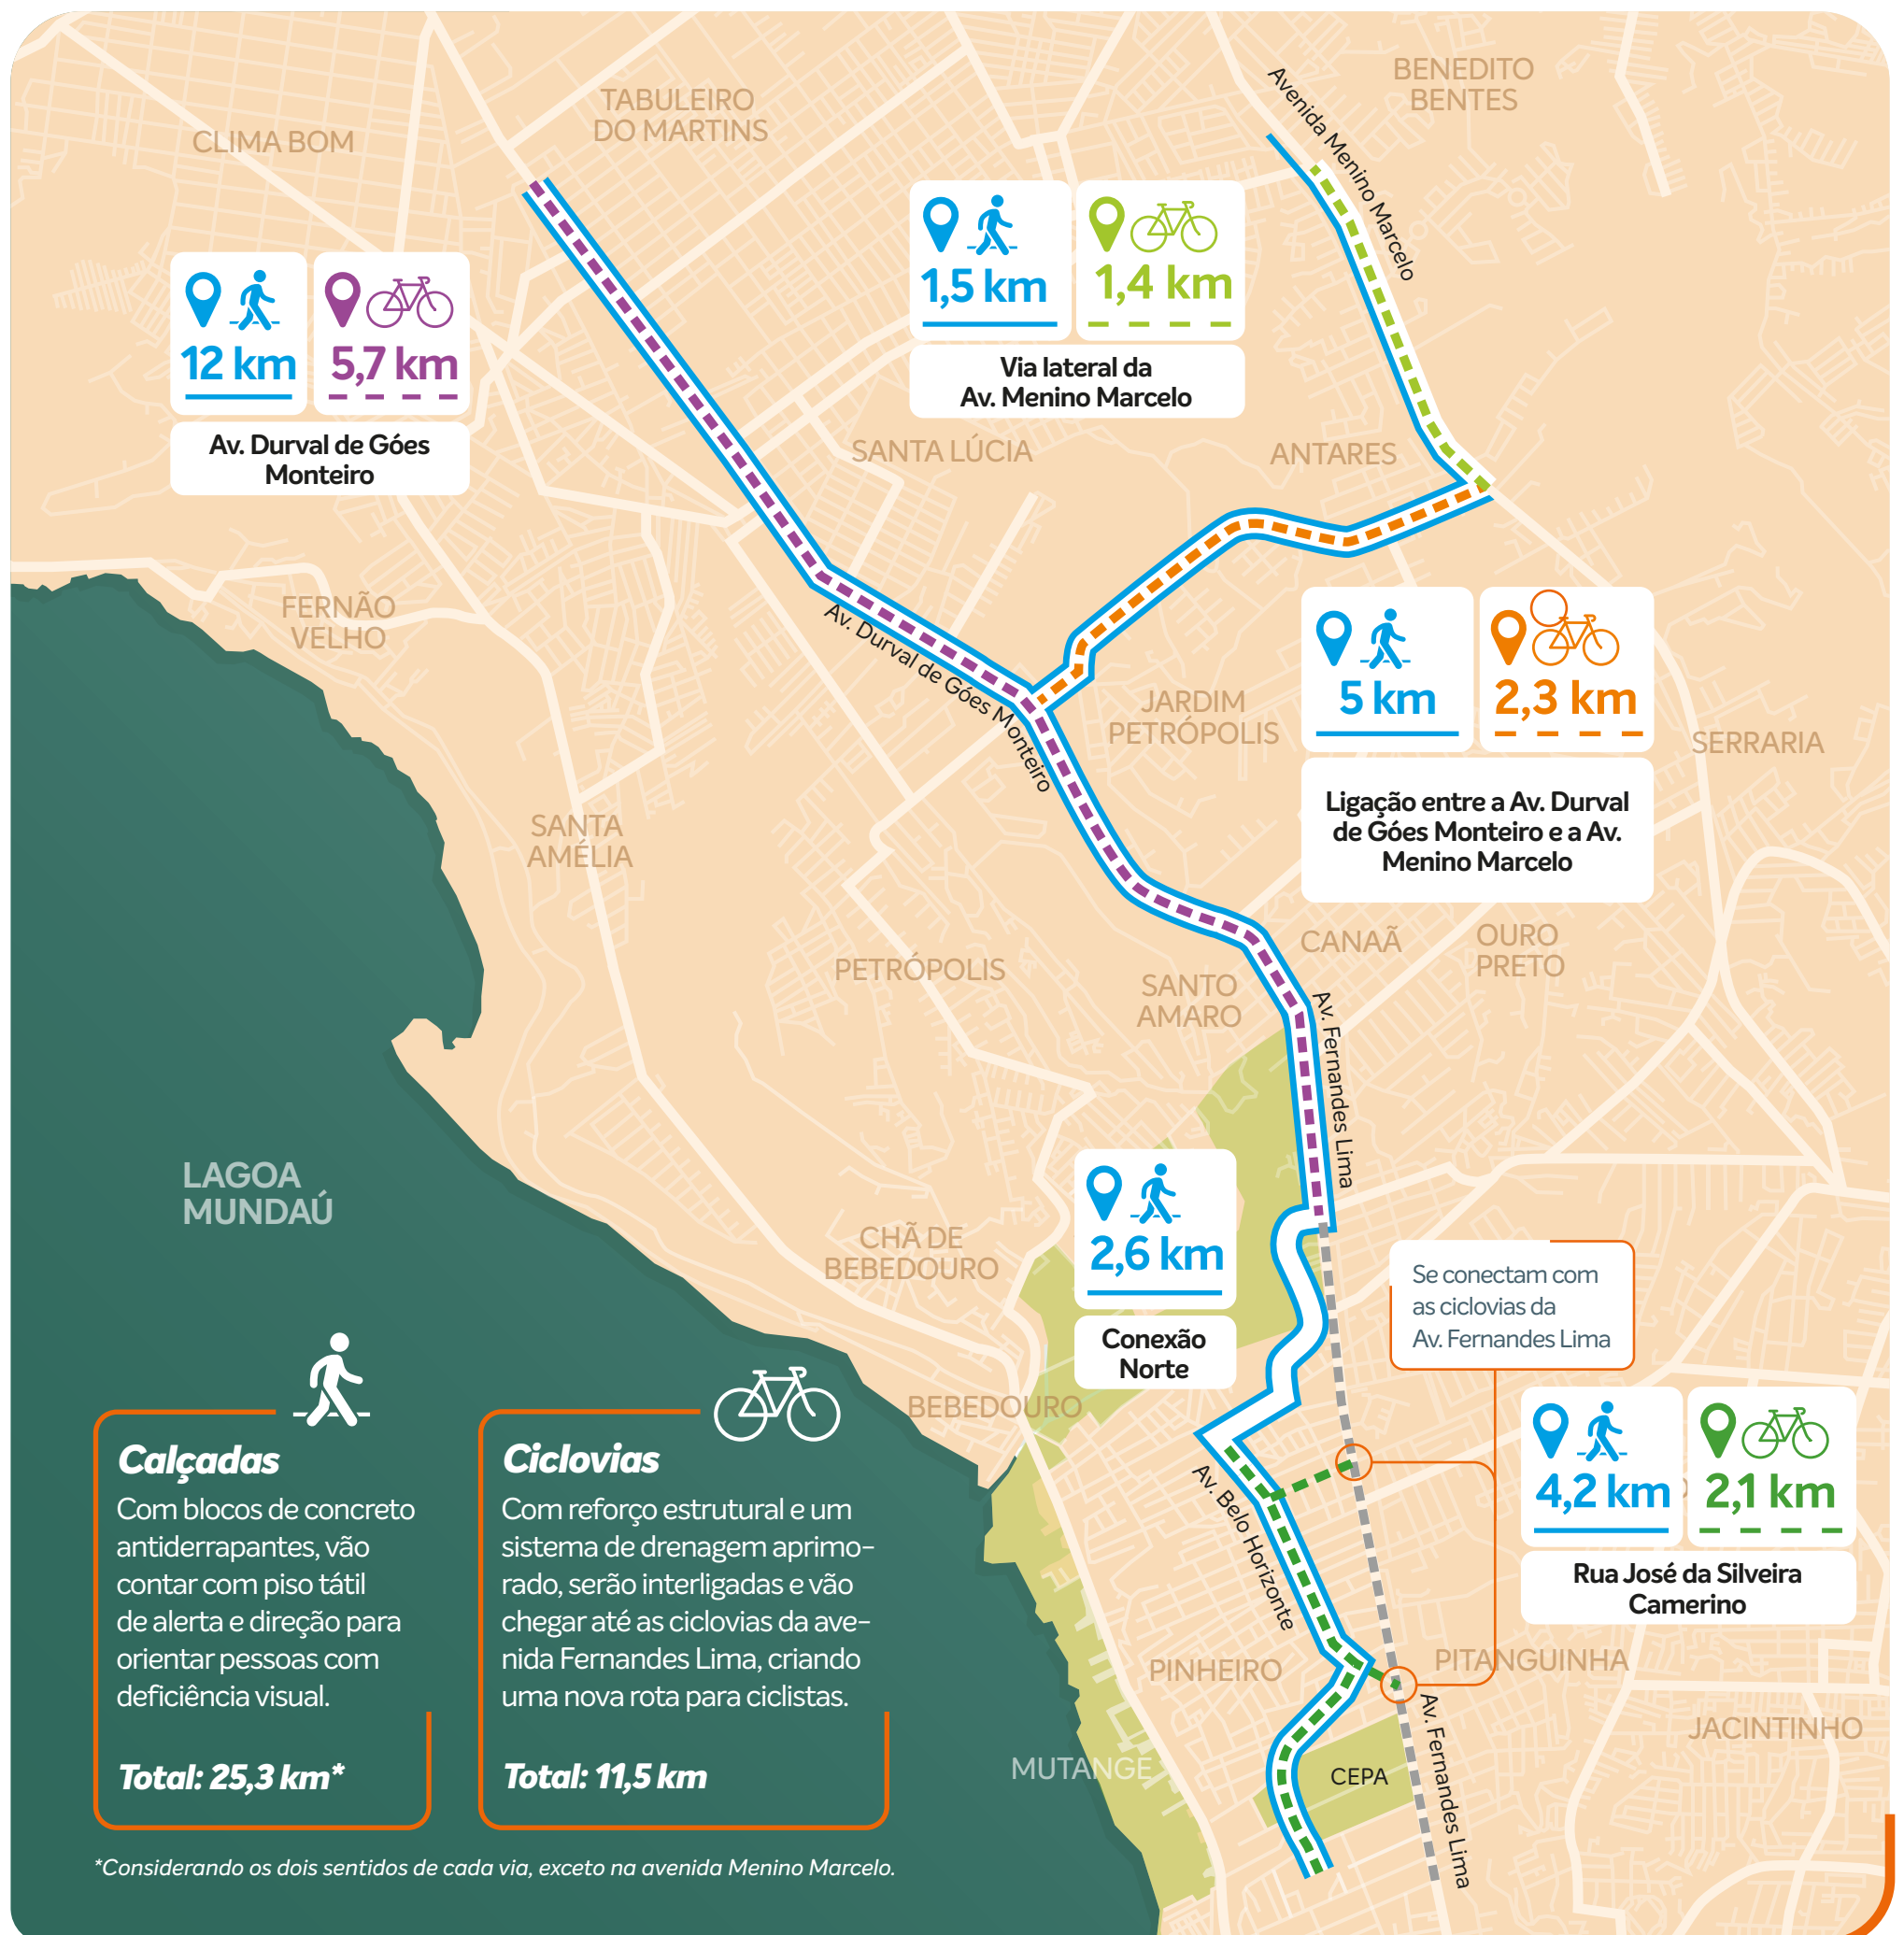 BENEDITO
BENTES
TABULEIRO
DO MARTINS
CLIMA BOM
Avenida Menino Marcelo
1,5 km
1,4 km
Via lateral da
Av. Menino Marcelo
12 km
5,7 km
Av. Durval de Góes
Monteiro
SANTA LÚCIA
ANTARES
FERNÃO
VELHO
Av. Durval de Góes Monteiro
5 km
2,3 km
Ligação entre a Av. Durval
de Góes Monteiro e a Av.
Menino Marcelo
JARDIM
PETRÓPOLIS
SERRARIA
SANTA
AMÉLIA
CANAÃ
OURO
PRETO
PETRÓPOLIS
SANTO
AMARO
Av. Fernandes Lima
LAGOA
MUNDAÚ
2,6 km
Conexão
Norte
CHÃ DE
BEBEDOURO
Se conectam com
as ciclovias da
Av. Fernandes Lima
BEBEDOURO
4,2 km
2,1 km
Rua José da Silveira
Camerino
Av. Belo Horizonte
Calçadas
Com blocos de concreto
antiderrapantes, vão
contar com piso tátil
de alerta e direção para
orientar pessoas com
deficiência visual.
Total: 25,3 km*
Ciclovias
Com reforço estrutural e um
sistema de drenagem aprimo-
rado, serão interligadas e vão
chegar até as ciclovias da ave-
nida Fernandes Lima, criando
uma nova rota para ciclistas.
Total: 11,5 km
PINHEIRO
PITANGUINHA
JACINTINHO
MUTANGE
CEPA
Av. Fernandes Lima
*Considerando os dois sentidos de cada via, exceto na avenida Menino Marcelo.